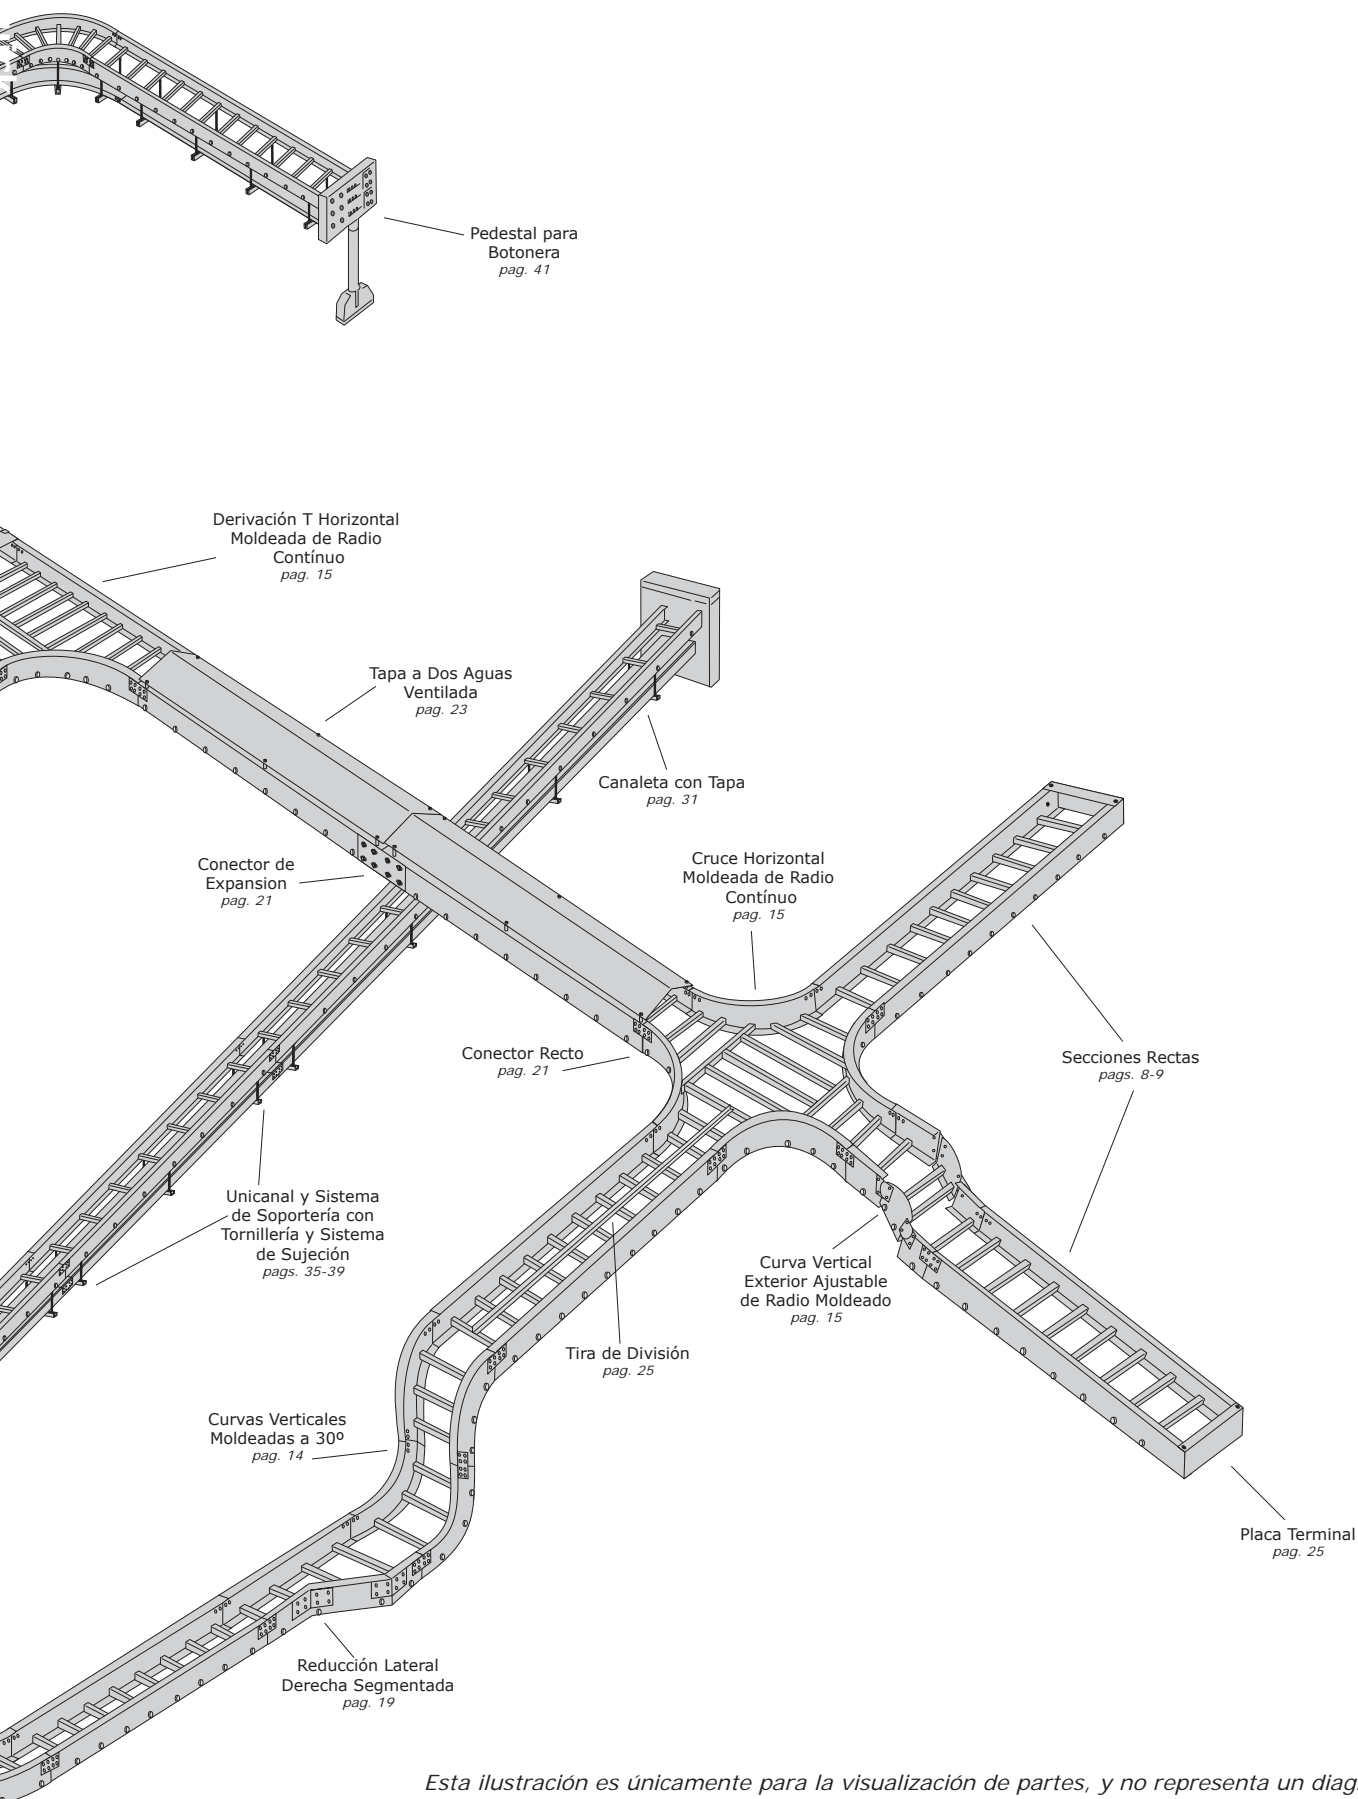 Pedestal para
Botonera
pag. 41
Derivación T Horizontal
Moldeada de Radio
Contínuo
pag. 15
Tapa a Dos Aguas
Ventilada
pag. 23
Canaleta con Tapa
pag. 31
Conector de
Expansion
pag. 21
Cruce Horizontal
Moldeada de Radio
Contínuo
pag. 15
Conector Recto
pag. 21
Secciones Rectas
pags. 8-9
Unicanal y Sistema
de Soportería con
Tornillería y Sistema
de Sujeción
pags. 35-39
Curva Vertical
Exterior Ajustable
de Radio Moldeado
pag. 15
Tira de División
pag. 25
Curvas Verticales
Moldeadas a 30º
pag. 14
Placa Terminal
pag. 25
Reducción Lateral
Derecha Segmentada
pag. 19
Esta ilustración es únicamente para la visualización de partes, y no representa un diag